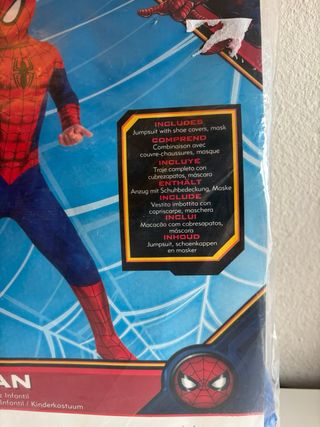 INCLUDES
Jumpsuit with shoe covers, mask
COMPREND
Combinaison avec
couvre-chaussures, masque
INCLUYE
Traje completo con
cubrezapatos, máscara
ENTHÄLT
Anzug mit Schuhbedeckung, Maske
INCLUDE
Vestito imbottito con
copriscarpe, maschera
INCLUI
Macacão com cobresapatos,
máscara
INHOUD
Jumpsuit, schoenkappen
en masker
AN
Infantil
Infantil / Kinderkostuum